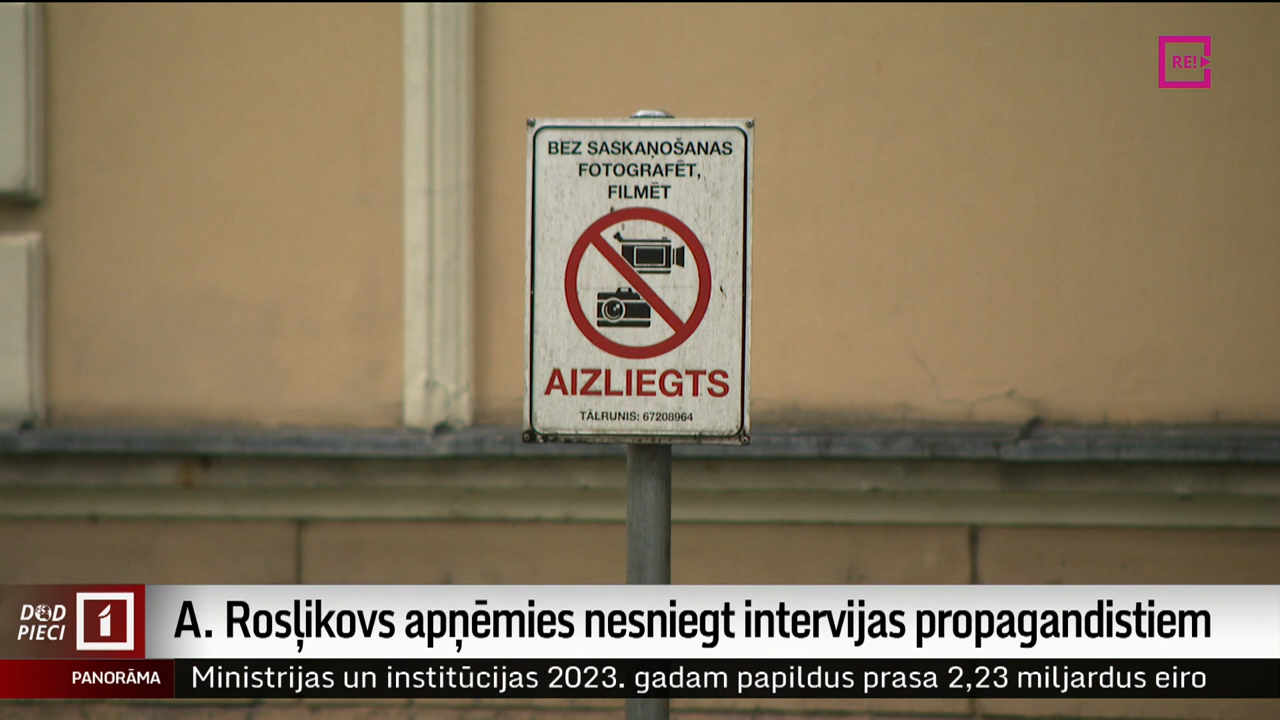 RE!
BEZ SASKAŅOŠANAS
FOTOGRAFĒT,
FILMĒT
AIZLIEGTS
TĀLRUNIS: 67208964
DOD
PIECI
1
A. Rosļikovs apņēmies nesniegt intervijas propagandistiem
PANORĀMA
Ministrijas un institūcijas 2023. gadam papildus prasa 2,23 miljardus eiro